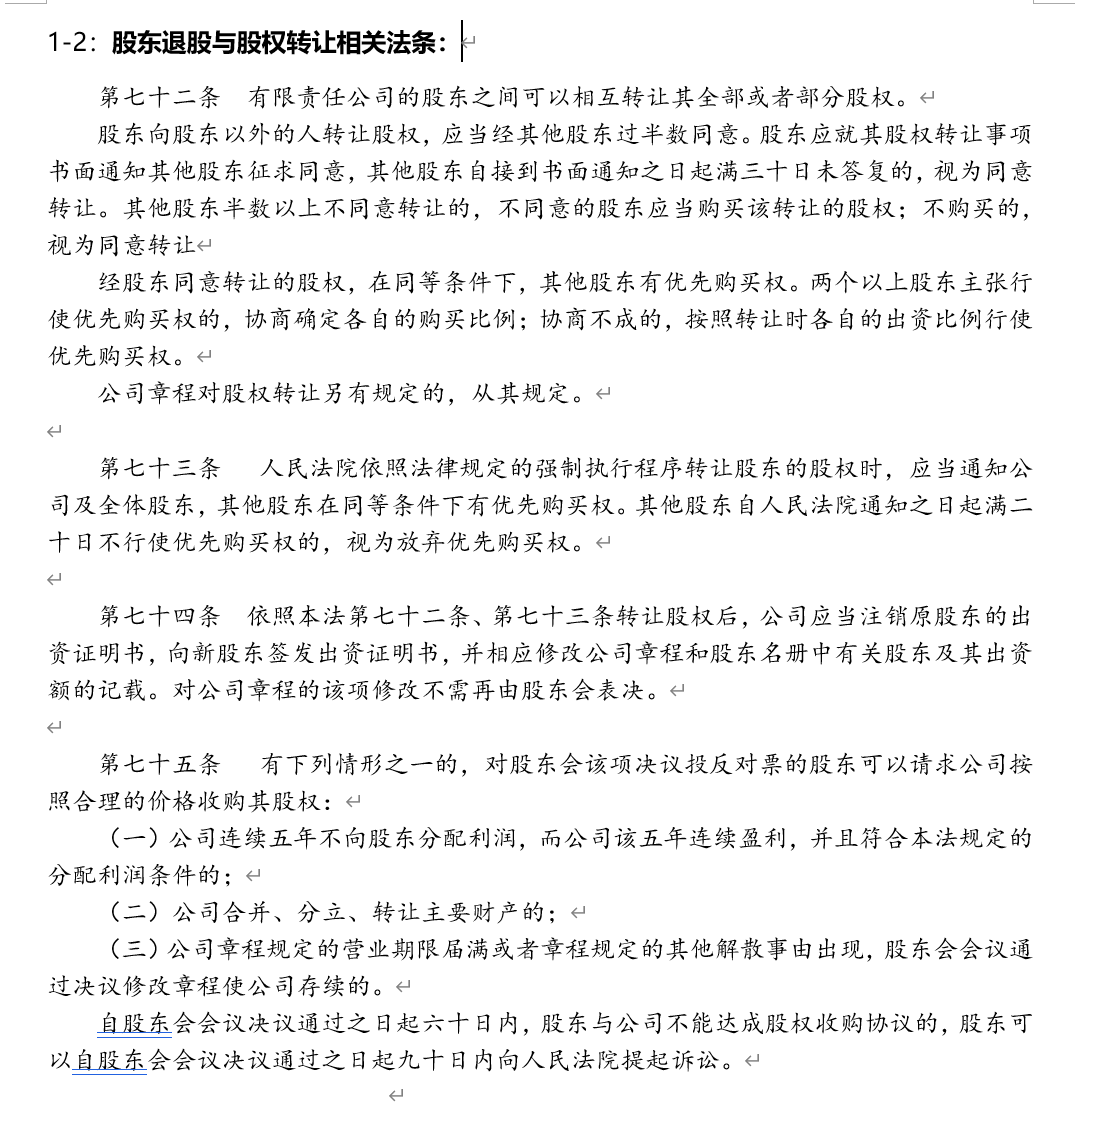 1-2：股东退股与股权转让相关法条：
第七十二条　有限责任公司的股东之间可以相互转让其全部或者部分股权。
股东向股东以外的人转让股权，应当经其他股东过半数同意。股东应就其股权转让事项
书面通知其他股东征求同意，其他股东自接到书面通知之日起满三十日未答复的，视为同意
转让。其他股东半数以上不同意转让的，不同意的股东应当购买该转让的股权；不购买的，
视为同意转让
经股东同意转让的股权，在同等条件下，其他股东有优先购买权。两个以上股东主张行
使优先购买权的，协商确定各自的购买比例；协商不成的，按照转让时各自的出资比例行使
优先购买权。
公司章程对股权转让另有规定的，从其规定。
第七十三条　人民法院依照法律规定的强制执行程序转让股东的股权时，应当通知公
司及全体股东，其他股东在同等条件下有优先购买权。其他股东自人民法院通知之日起满二
十日不行使优先购买权的，视为放弃优先购买权。
第七十四条　依照本法第七十二条、第七十三条转让股权后，公司应当注销原股东的出
资证明书，向新股东签发出资证明书，并相应修改公司章程和股东名册中有关股东及其出资
额的记载。对公司章程的该项修改不需再由股东会表决。
第七十五条　有下列情形之一的，对股东会该项决议投反对票的股东可以请求公司按
照合理的价格收购其股权：
（一）公司连续五年不向股东分配利润，而公司该五年连续盈利，并且符合本法规定的
分配利润条件的；
（二）公司合并、分立、转让主要财产的；
（三）公司章程规定的营业期限届满或者章程规定的其他解散事由出现，股东会会议通
过决议修改章程使公司存续的。
自股东会会议决议通过之日起六十日内，股东与公司不能达成股权收购协议的，股东可
以自股东会会议决议通过之日起九十日内向人民法院提起诉讼。